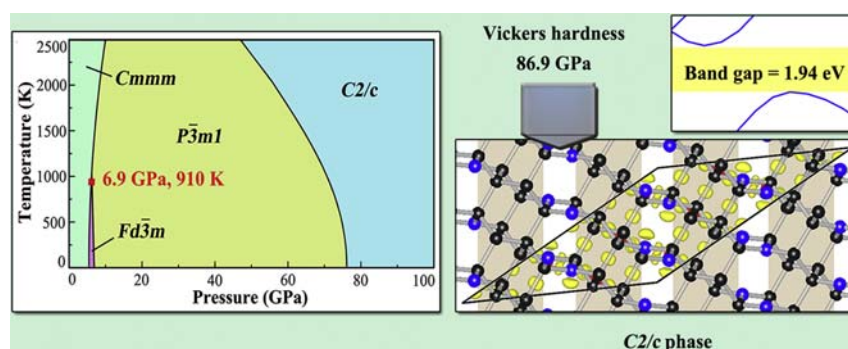 2500
2000
1500
1000
500
0
Temperature (K)
Cmmm
P3̄m1
C2/c
6.9 GPa, 910 K
Fd3̄m
0 20 40 60 80 100
Pressure (GPa)
Vickers hardness
86.9 GPa
Band gap = 1.94 eV
C2/c phase